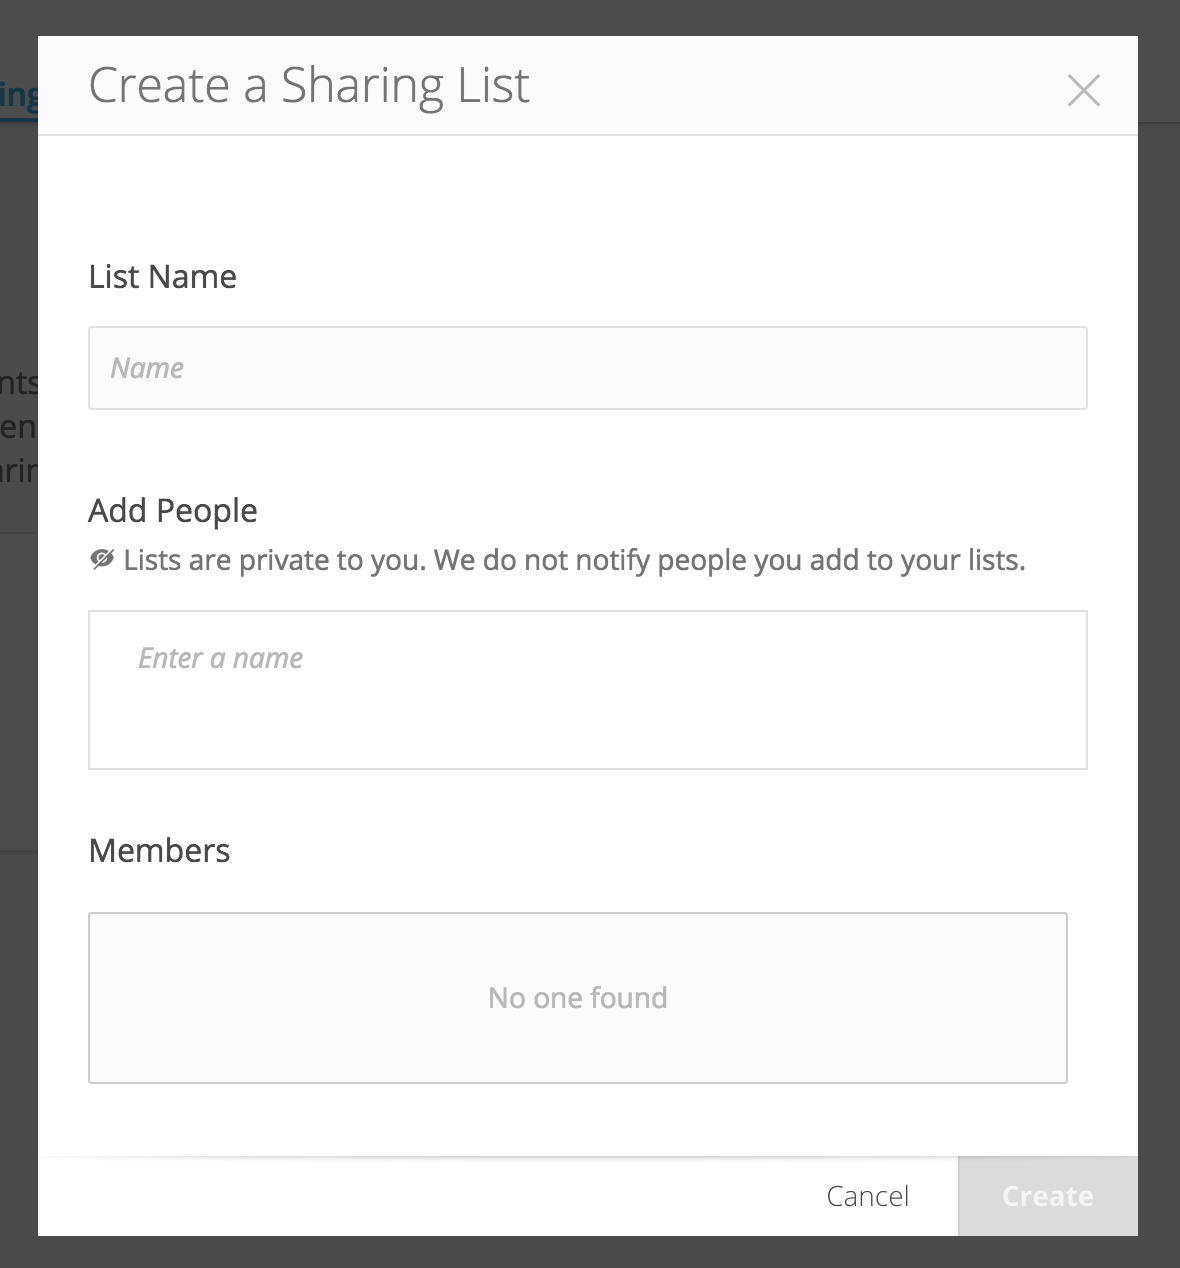 Create a Sharing List
ing
List Name
Name
nts
en
arin
Add People
Lists are private to you. We do not notify people you add to your lists.
Enter a name
Members
No one found
Cancel
Create